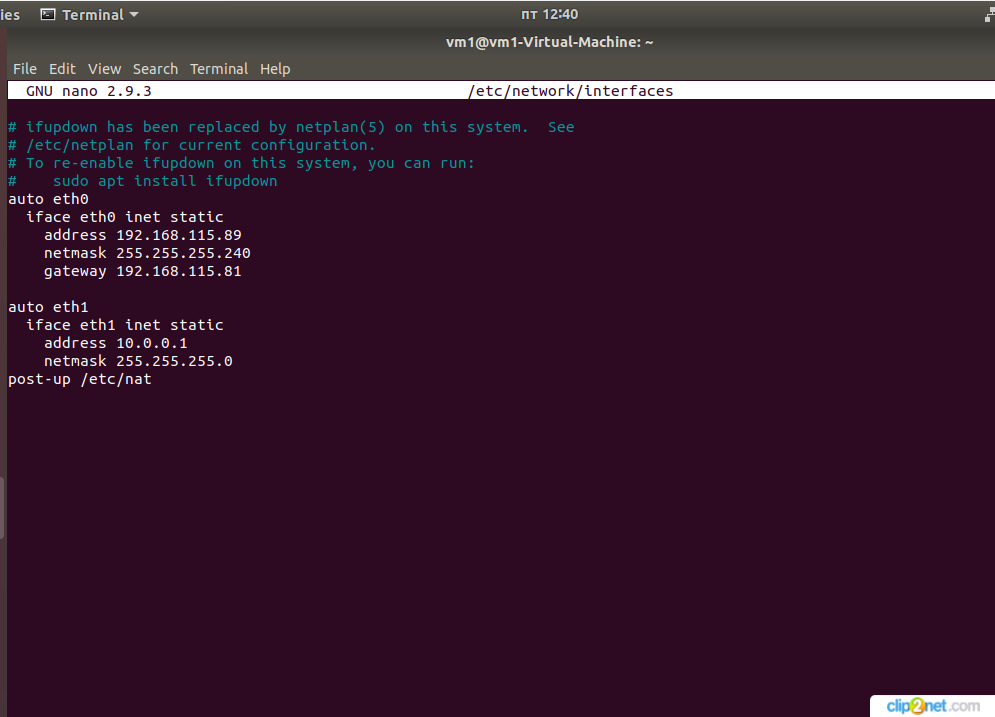 ies Terminal пт 12:40
vm1@vm1-Virtual-Machine: ~
File Edit View Search Terminal Help
GNU nano 2.9.3 /etc/network/interfaces
# ifupdown has been replaced by netplan(5) on this system.  See
# /etc/netplan for current configuration.
# To re-enable ifupdown on this system, you can run:
#    sudo apt install ifupdown
auto eth0
  iface eth0 inet static
    address 192.168.115.89
    netmask 255.255.255.240
    gateway 192.168.115.81
auto eth1
  iface eth1 inet static
    address 10.0.0.1
    netmask 255.255.255.0
post-up /etc/nat
clip2net.com